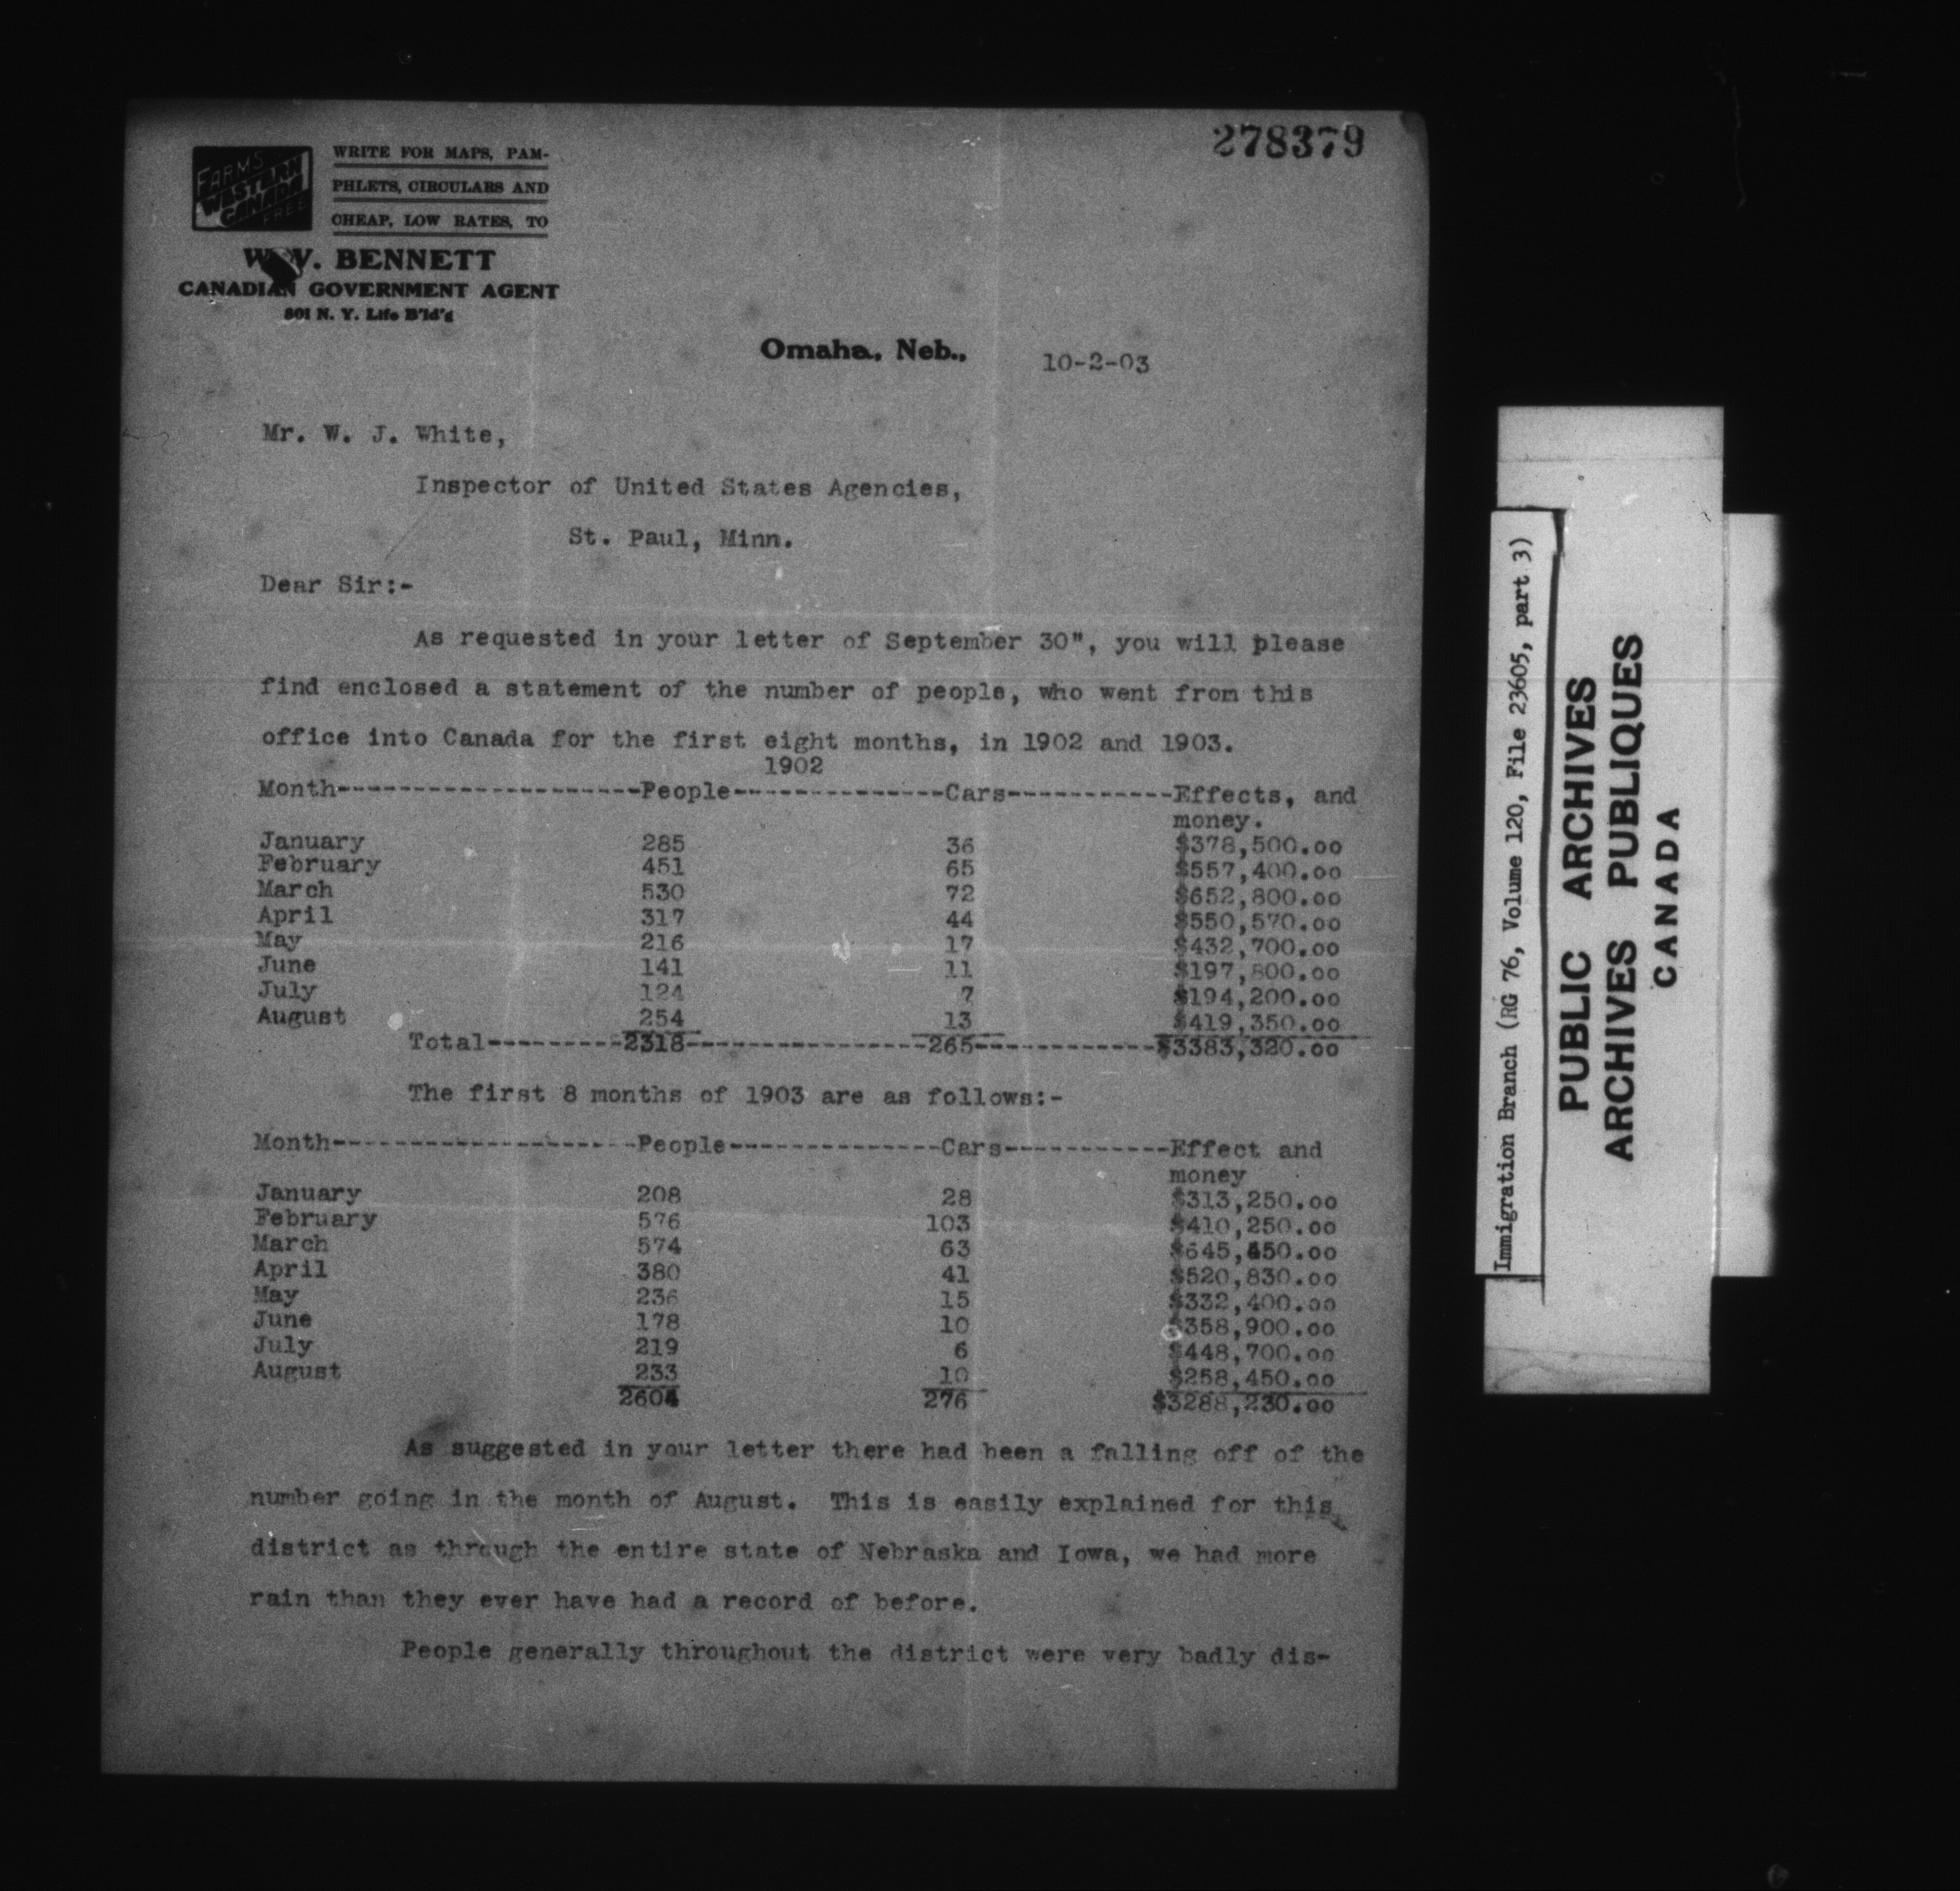 278379
FARMS
WESTERN
CANADA
FREE
WRITE FOR MAPS, PAM-
PHLETS, CIRCULARS AND
CHEAP, LOW RATES, TO
W. V. BENNETT
CANADIAN GOVERNMENT AGENT
801 N. Y. Life B'ld'g
Omaha, Neb., 10-2-03
Mr. W. J. White,
Inspector of United States Agencies,
St. Paul, Minn.
Dear Sir:-
As requested in your letter of September 30", you will please
find enclosed a statement of the number of people, who went from this
office into Canada for the first eight months, in 1902 and 1903.
1902
Month--------------------People--------------Cars-----------Effects, and
money.
January 285 36 $378,500.00
February 451 65 $557,400.00
March 530 72 $652,800.00
April 317 44 $550,570.00
May 216 17 $432,700.00
June 141 11 $197,800.00
July 124 7 $194,200.00
August 254 13 $419,350.00
Total---------2318----------------265------------$3383,320.00
The first 8 months of 1903 are as follows:-
Month--------------------People--------------Cars-----------Effect and
money
January 208 28 $313,250.00
February 576 103 $410,250.00
March 574 63 $645,450.00
April 380 41 $520,830.00
May 236 15 $332,400.00
June 178 10 $358,900.00
July 219 6 $448,700.00
August 233 10 $258,450.00
2604 276 $3288,230.00
As suggested in your letter there had been a falling off of the
number going in the month of August. This is easily explained for this
district as through the entire state of Nebraska and Iowa, we had more
rain than they ever have had a record of before.
People generally throughout the district were very badly dis-
Immigration Branch (RG 76, Volume 120, File 23605, part 3)
PUBLIC ARCHIVES
ARCHIVES PUBLIQUES
CANADA